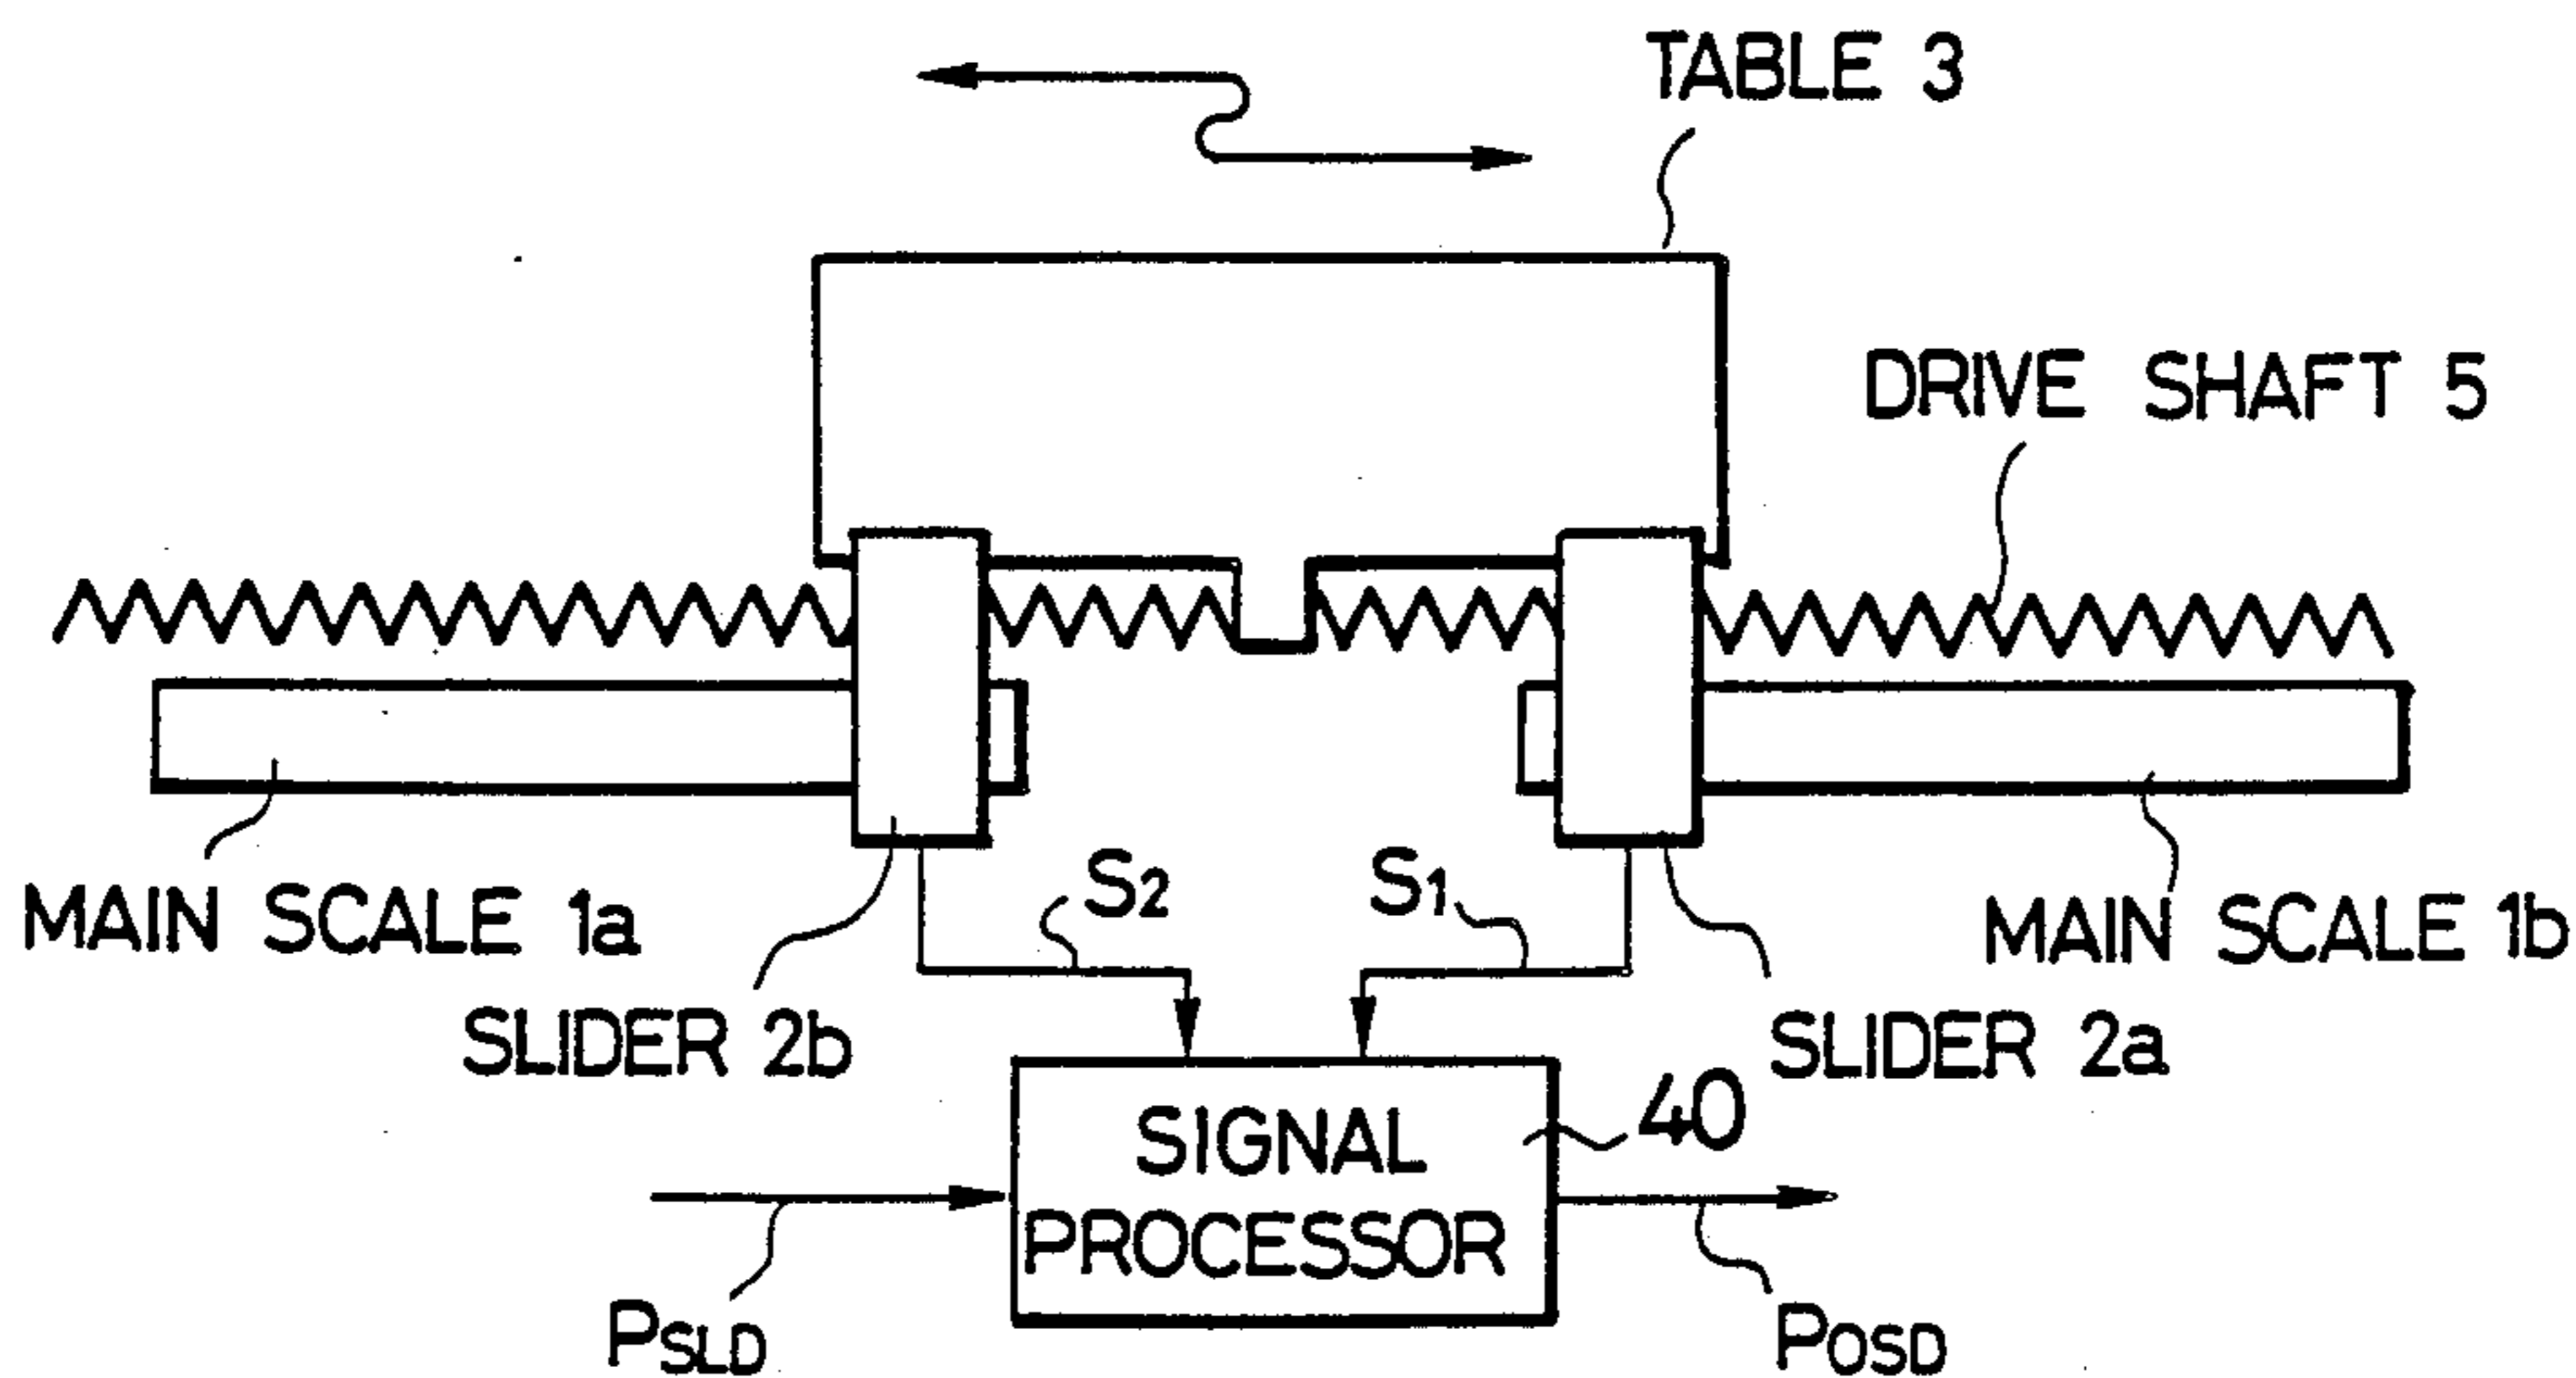 TABLE 3
DRIVE SHAFT 5
MAIN SCALE 1a
S2
S1
MAIN SCALE 1b
SLIDER 2b
SLIDER 2a
SIGNAL
PROCESSOR
40
PSLD
POSD